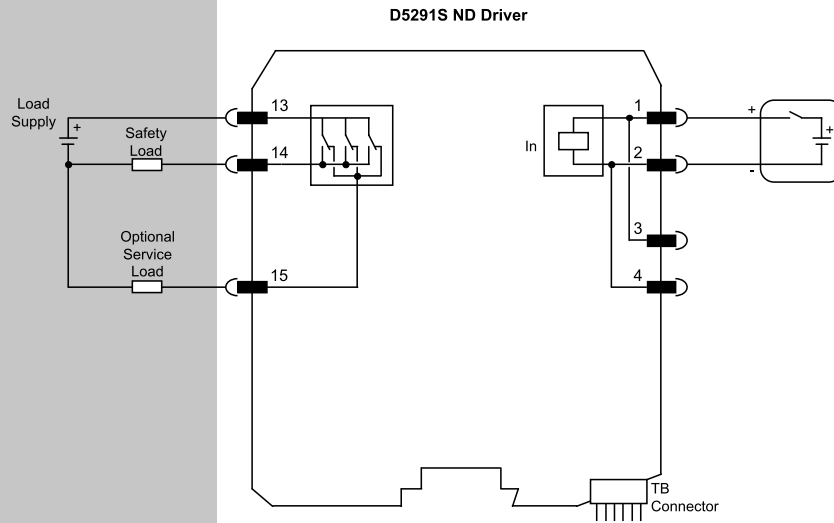 D5291S ND Driver
Load
Supply
+
Safety
Load
Optional
Service
Load
13
14
15
In
1
2
3
4
+
-
+
TB
Connector